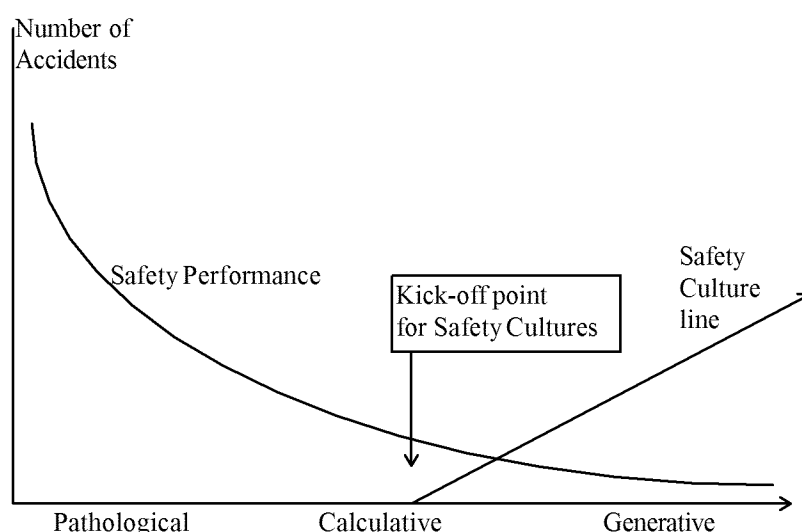 Number of
Accidents
Safety Performance
Kick-off point
for Safety Cultures
Safety
Culture
line
Pathological
Calculative
Generative